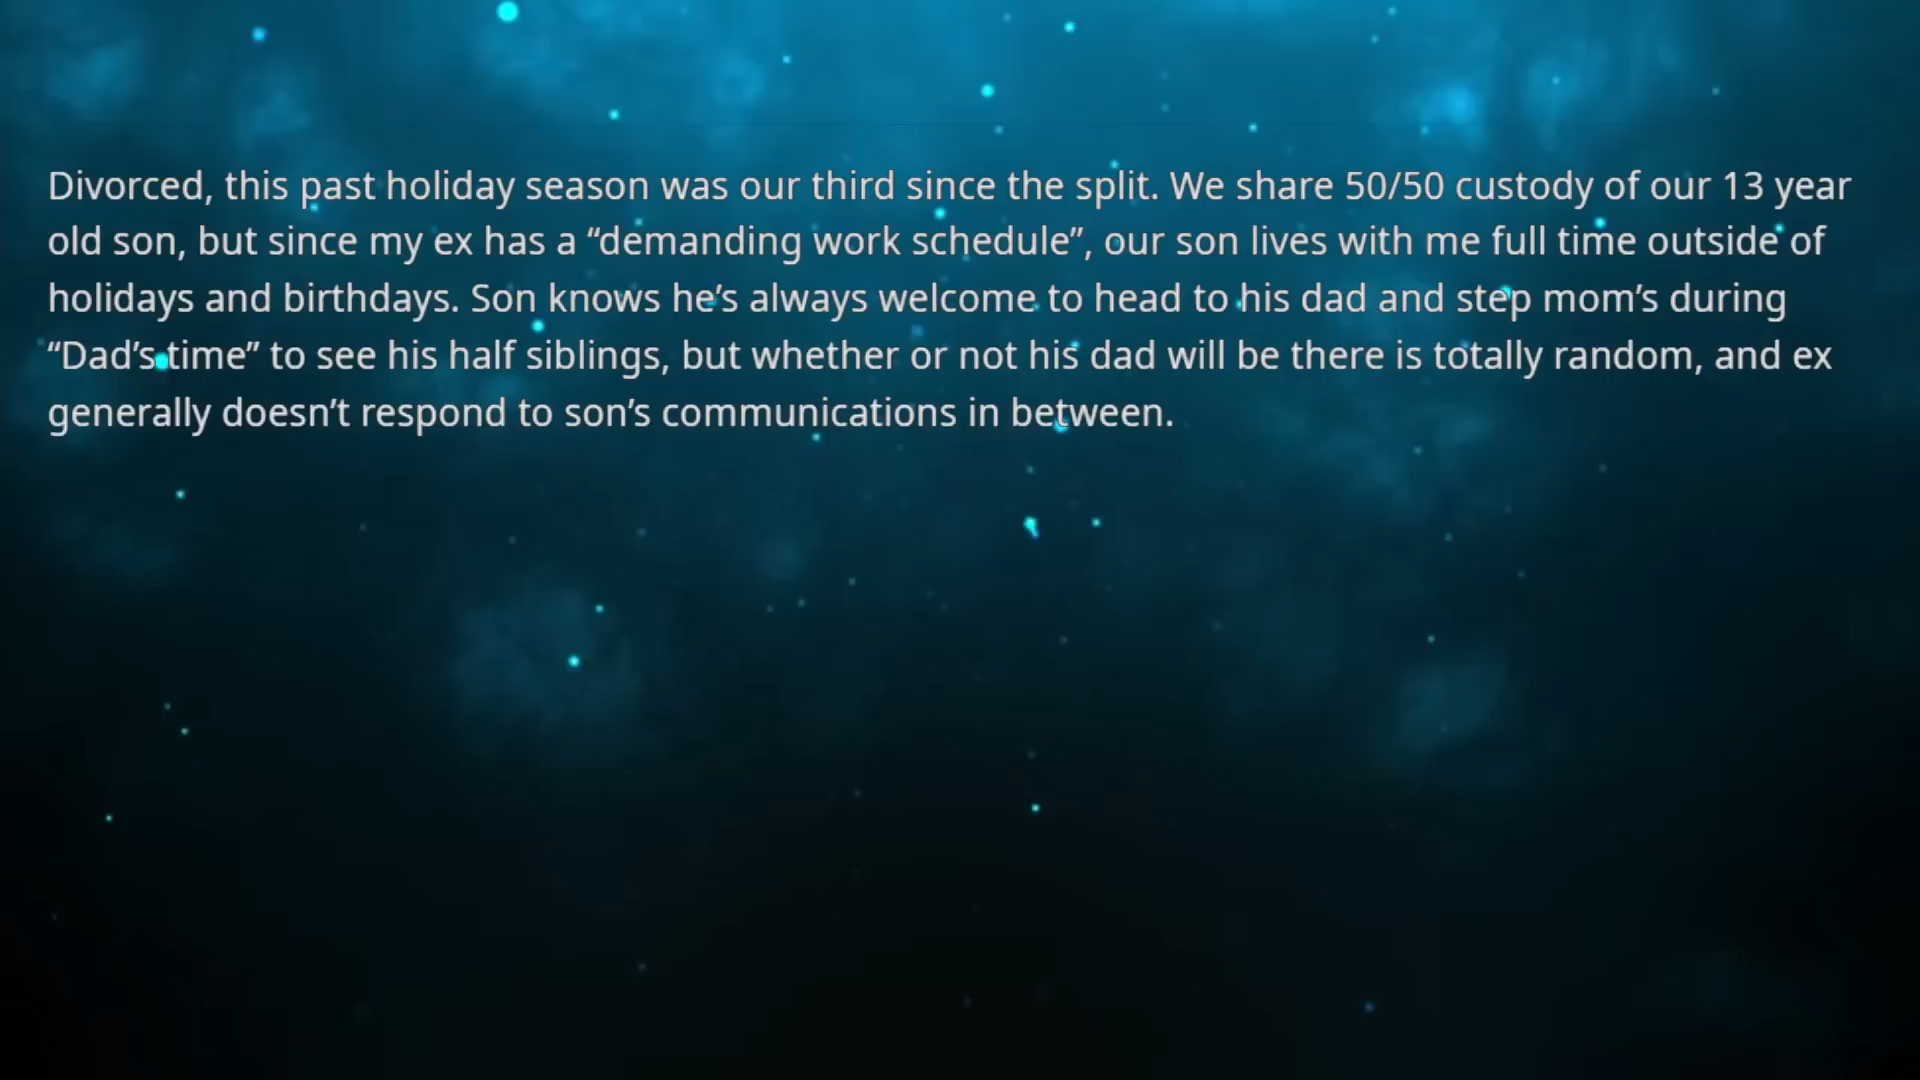 Divorced, this past holiday season was our third since the split. We share 50/50 custody of our 13 year
old son, but since my ex has a “demanding work schedule”, our son lives with me full time outside of
holidays and birthdays. Son knows he’s always welcome to head to his dad and step mom’s during
“Dad’s time” to see his half siblings, but whether or not his dad will be there is totally random, and ex
generally doesn’t respond to son’s communications in between.